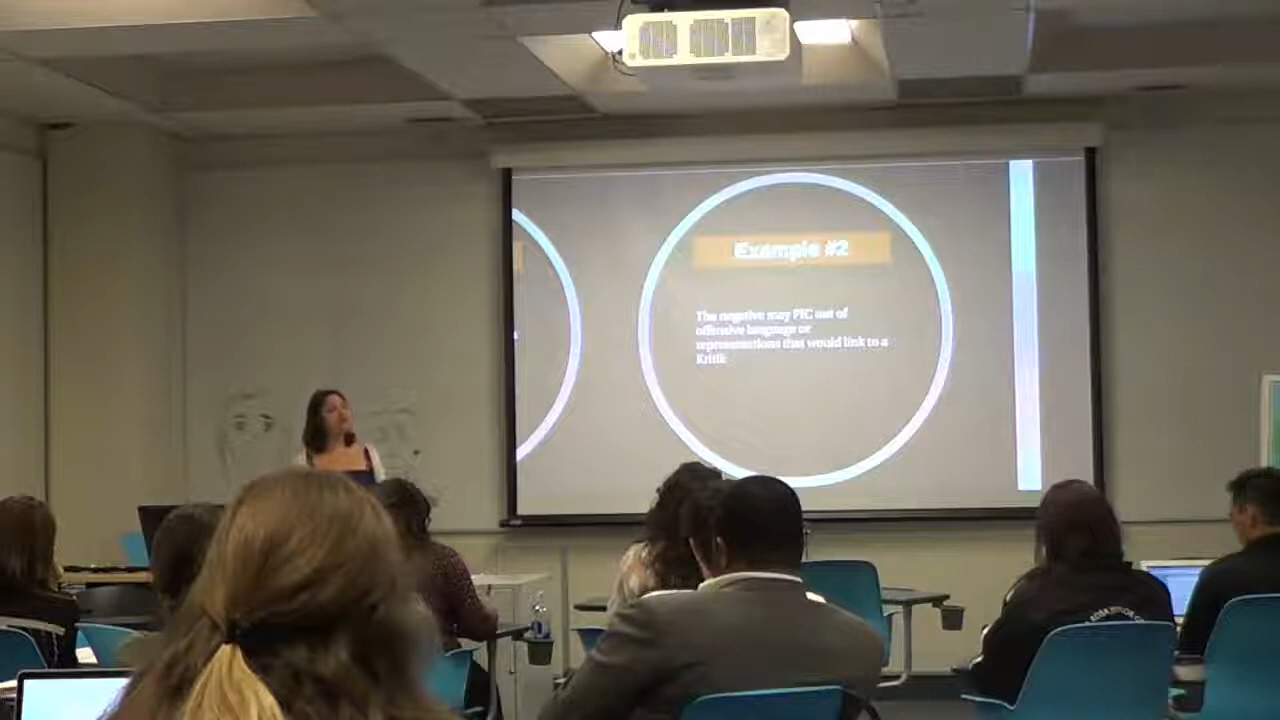 Example #2
The negative may PIC out of
offensive language or
representations that would link to a
Kritik